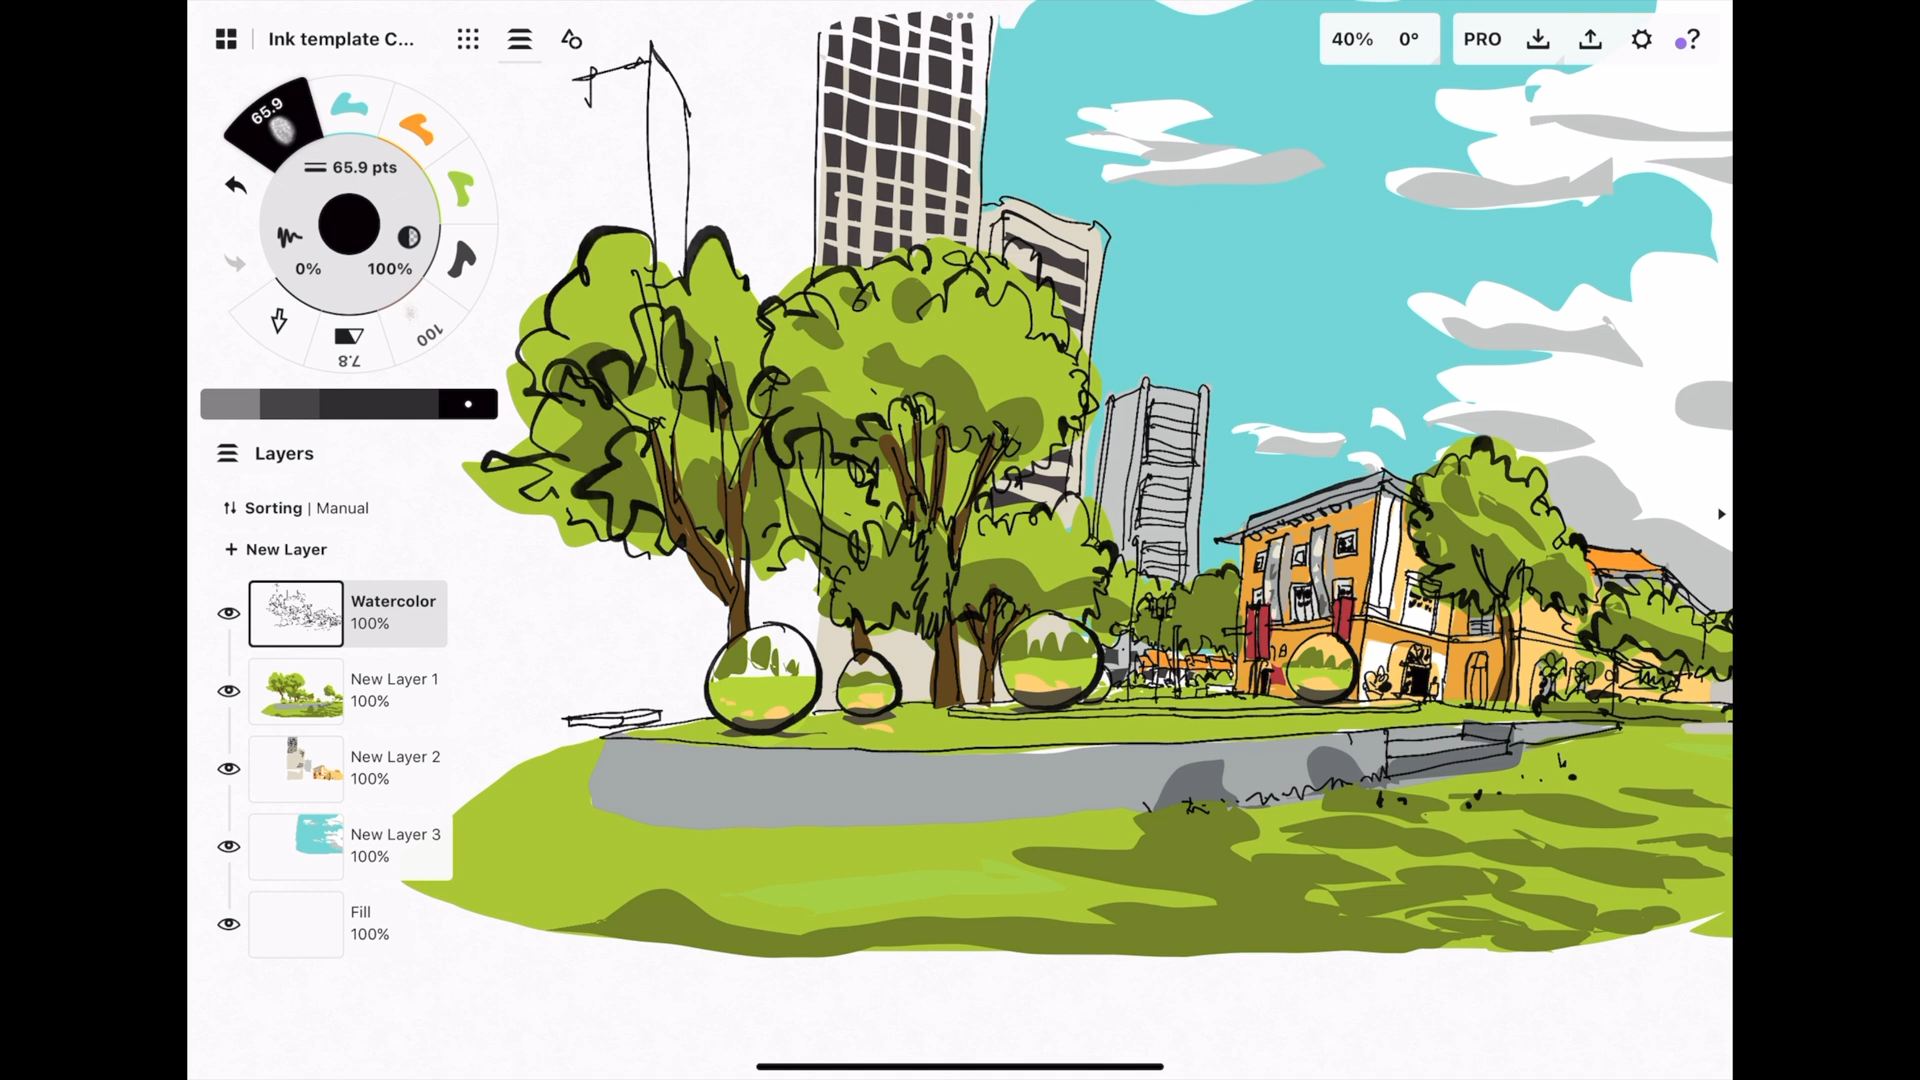 Ink template C...
40% 0°
PRO
?
65.9
65.9 pts
0% 100%
100
7.8
Layers
Sorting | Manual
+ New Layer
Watercolor
100%
New Layer 1
100%
New Layer 2
100%
New Layer 3
100%
Fill
100%